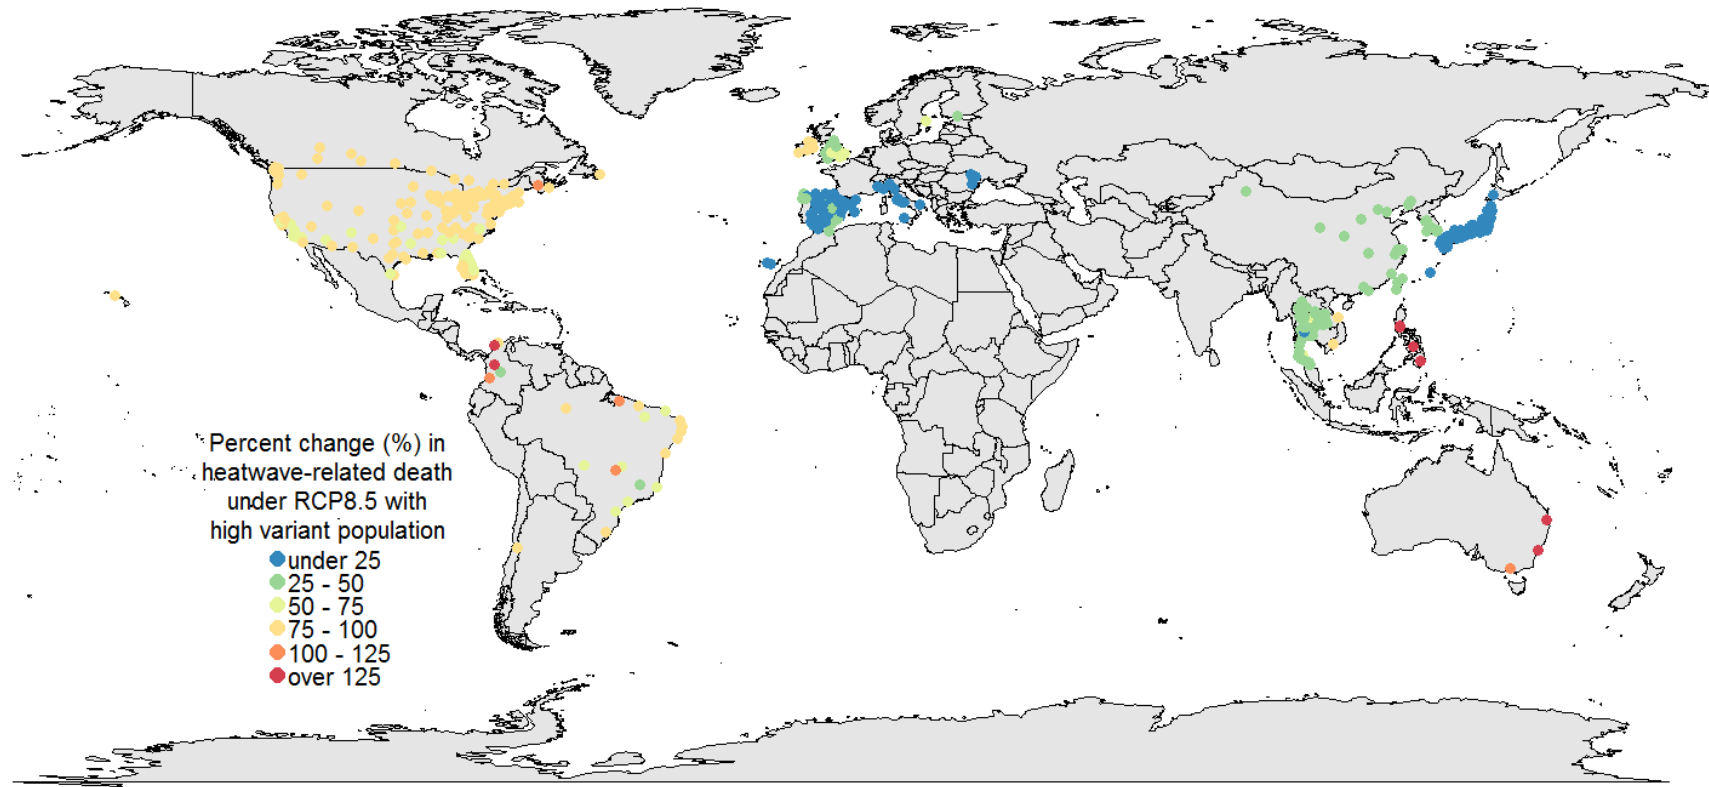 Percent change (%) in
heatwave-related death
under RCP8.5 with
high variant population
under 25
25 - 50
50 - 75
75 - 100
100 - 125
over 125